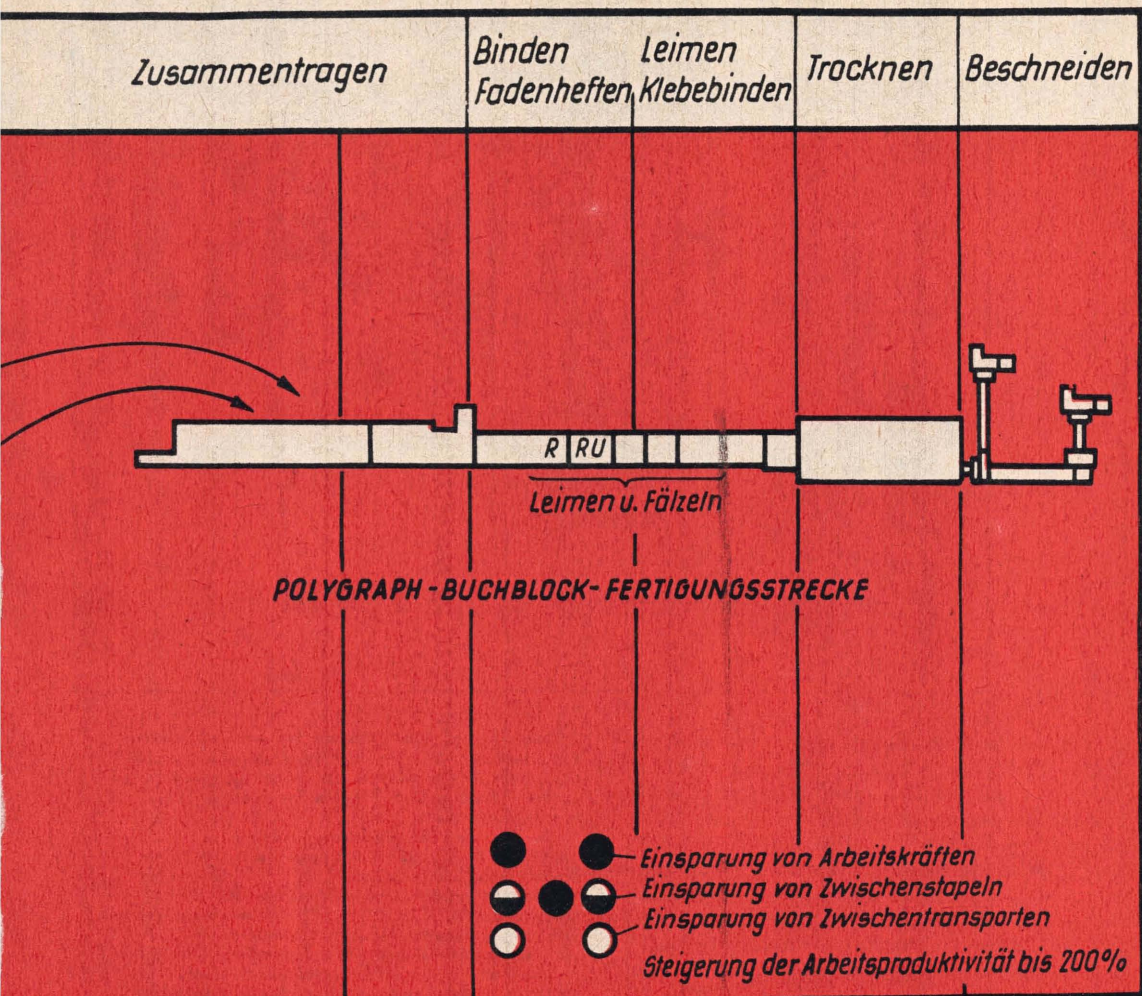 Zusammentragen
Binden
Fadenheften
Leimen
Klebebinden
Trocknen
Beschneiden
R RU
Leimen u. Fälzeln
POLYGRAPH-BUCHBLOCK-FERTIGUNGSSTRECKE
Einsparung von Arbeitskräften
Einsparung von Zwischenstapeln
Einsparung von Zwischentransporten
Steigerung der Arbeitsproduktivität bis 200%